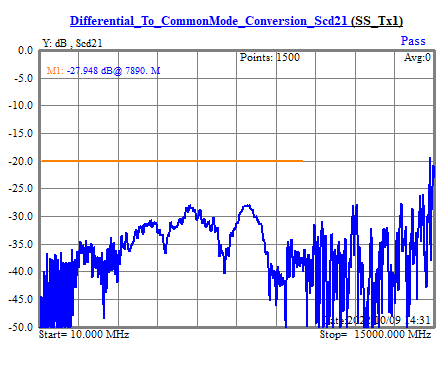 Differential_To_CommonMode_Conversion_Scd21 (SS_Tx1)
Y: dB , Scd21
Pass
Points: 1500
Avg:0
M1: -27.948 dB@ 7890. M
0.0
-5.0
-10.0
-15.0
-20.0
-25.0
-30.0
-35.0
-40.0
-45.0
-50.0
14:31
Start= 10.000 MHz
Stop= 15000.000 MHz